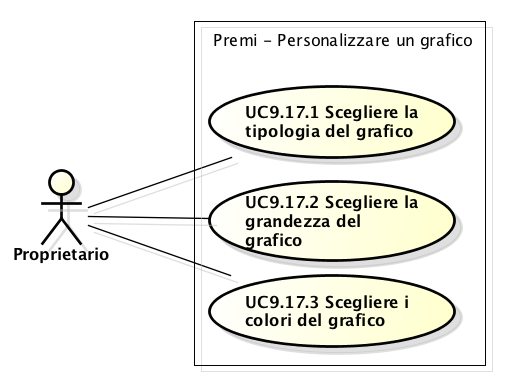 Premi - Personalizzare un grafico
UC9.17.1 Scegliere la
tipologia del grafico
UC9.17.2 Scegliere la
grandezza del
grafico
Proprietario
UC9.17.3 Scegliere i
colori del grafico